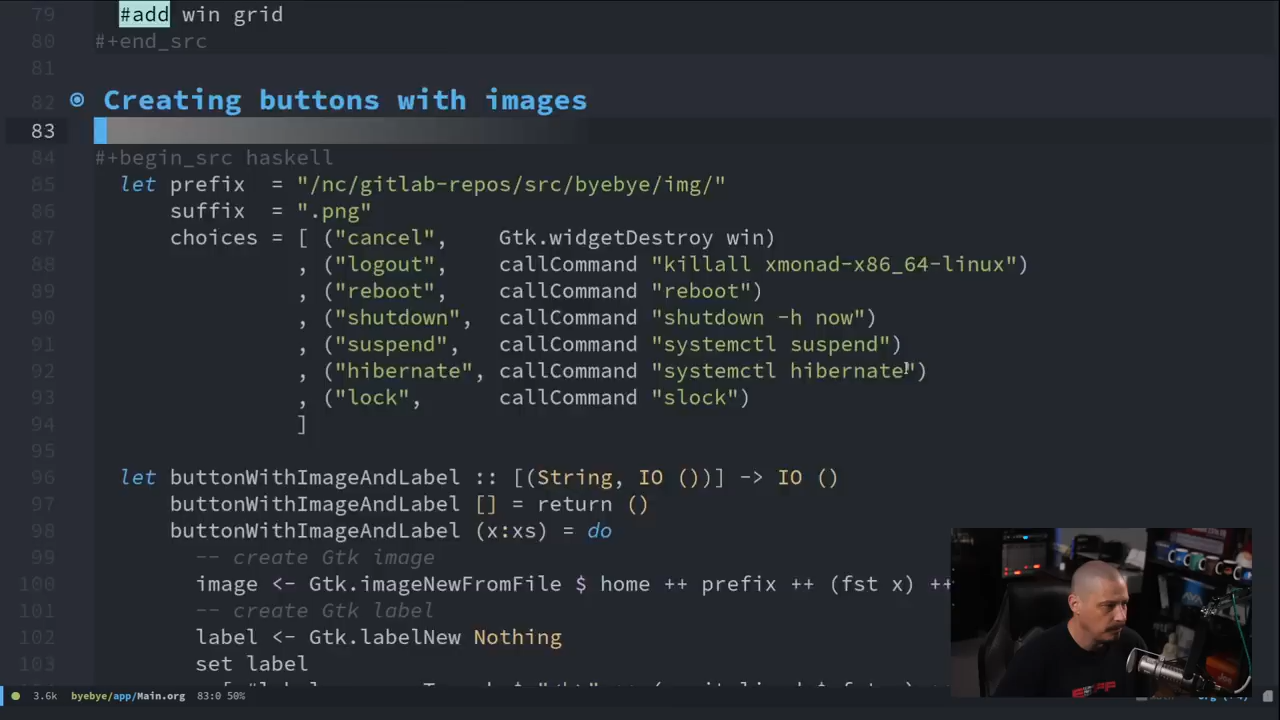 79 #add win grid
80 #+end_src
81
82 Creating buttons with images
83
84 #+begin_src haskell
85 let prefix = "/nc/gitlab-repos/src/byebye/img/"
86 suffix = ".png"
87 choices = [ ("cancel", Gtk.widgetDestroy win)
88 , ("logout", callCommand "killall xmonad-x86_64-linux")
89 , ("reboot", callCommand "reboot")
90 , ("shutdown", callCommand "shutdown -h now")
91 , ("suspend", callCommand "systemctl suspend")
92 , ("hibernate", callCommand "systemctl hibernate")
93 , ("lock", callCommand "slock")
94 ]
95
96 let buttonWithImageAndLabel :: [(String, IO ())] -> IO ()
97 buttonWithImageAndLabel [] = return ()
98 buttonWithImageAndLabel (x:xs) = do
99 -- create Gtk image
100 image <- Gtk.imageNewFromFile $ home ++ prefix ++ (fst x) ++
101 -- create Gtk label
102 label <- Gtk.labelNew Nothing
103 set label
3.6k byebye/app/Main.org 83:0 50%